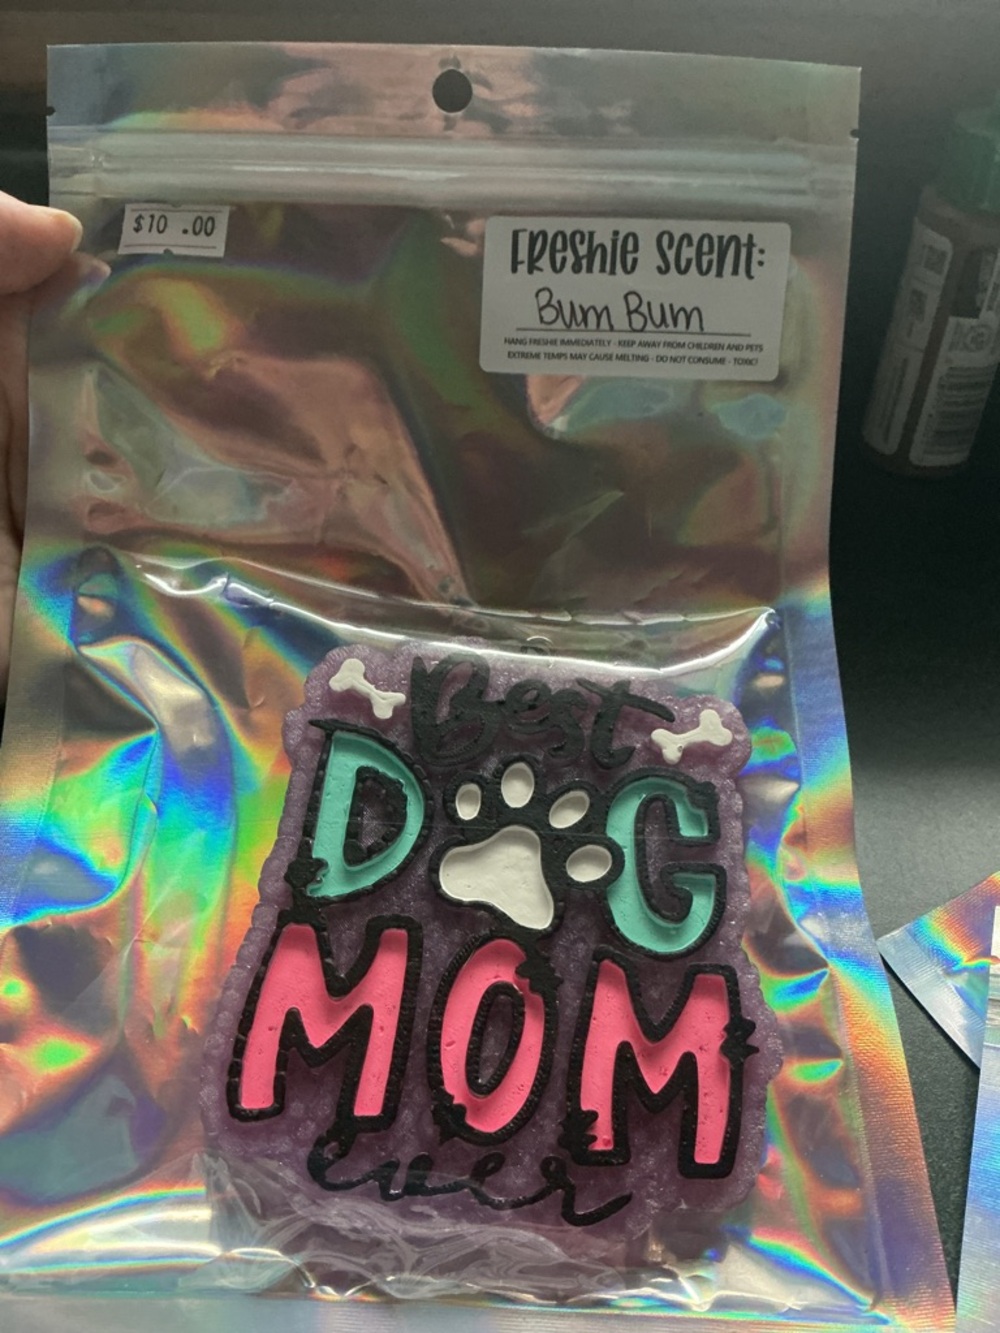 $10 .00
FRESHIE SCENT:
Bum Bum
HANG FRESHIE IMMEDIATELY - KEEP AWAY FROM CHILDREN AND PETS
EXTREME TEMPS MAY CAUSE MELTING - DO NOT CONSUME - TOXIC!
Best
DOG
MOM
ever